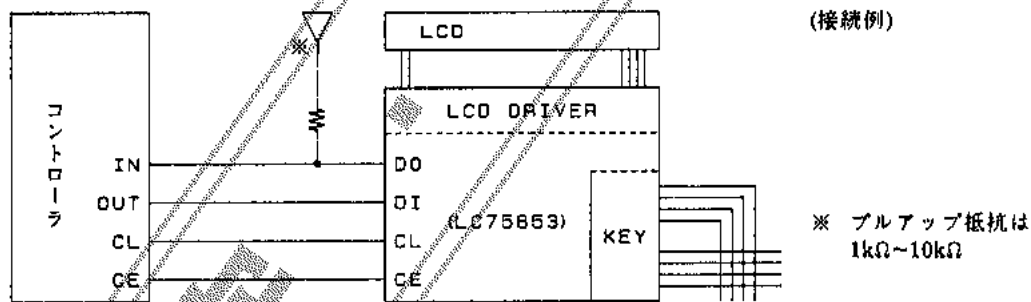 (接続例)
※
LCD
LCD DRIVER
コントローラ
IN
DO
OUT
DI
(LC75853)
KEY
CL
CL
CE
CE
※ プルアップ抵抗は
1kΩ~10kΩ